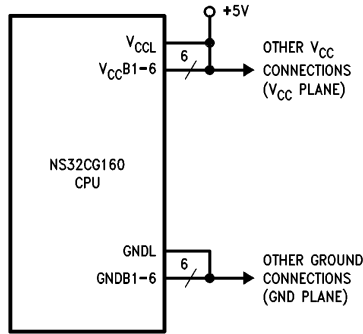 +5V
VCCL
6
VCCB1-6
OTHER VCC
CONNECTIONS
(VCC PLANE)
NS32CG160
CPU
GNDL
6
GNDB1-6
OTHER GROUND
CONNECTIONS
(GND PLANE)